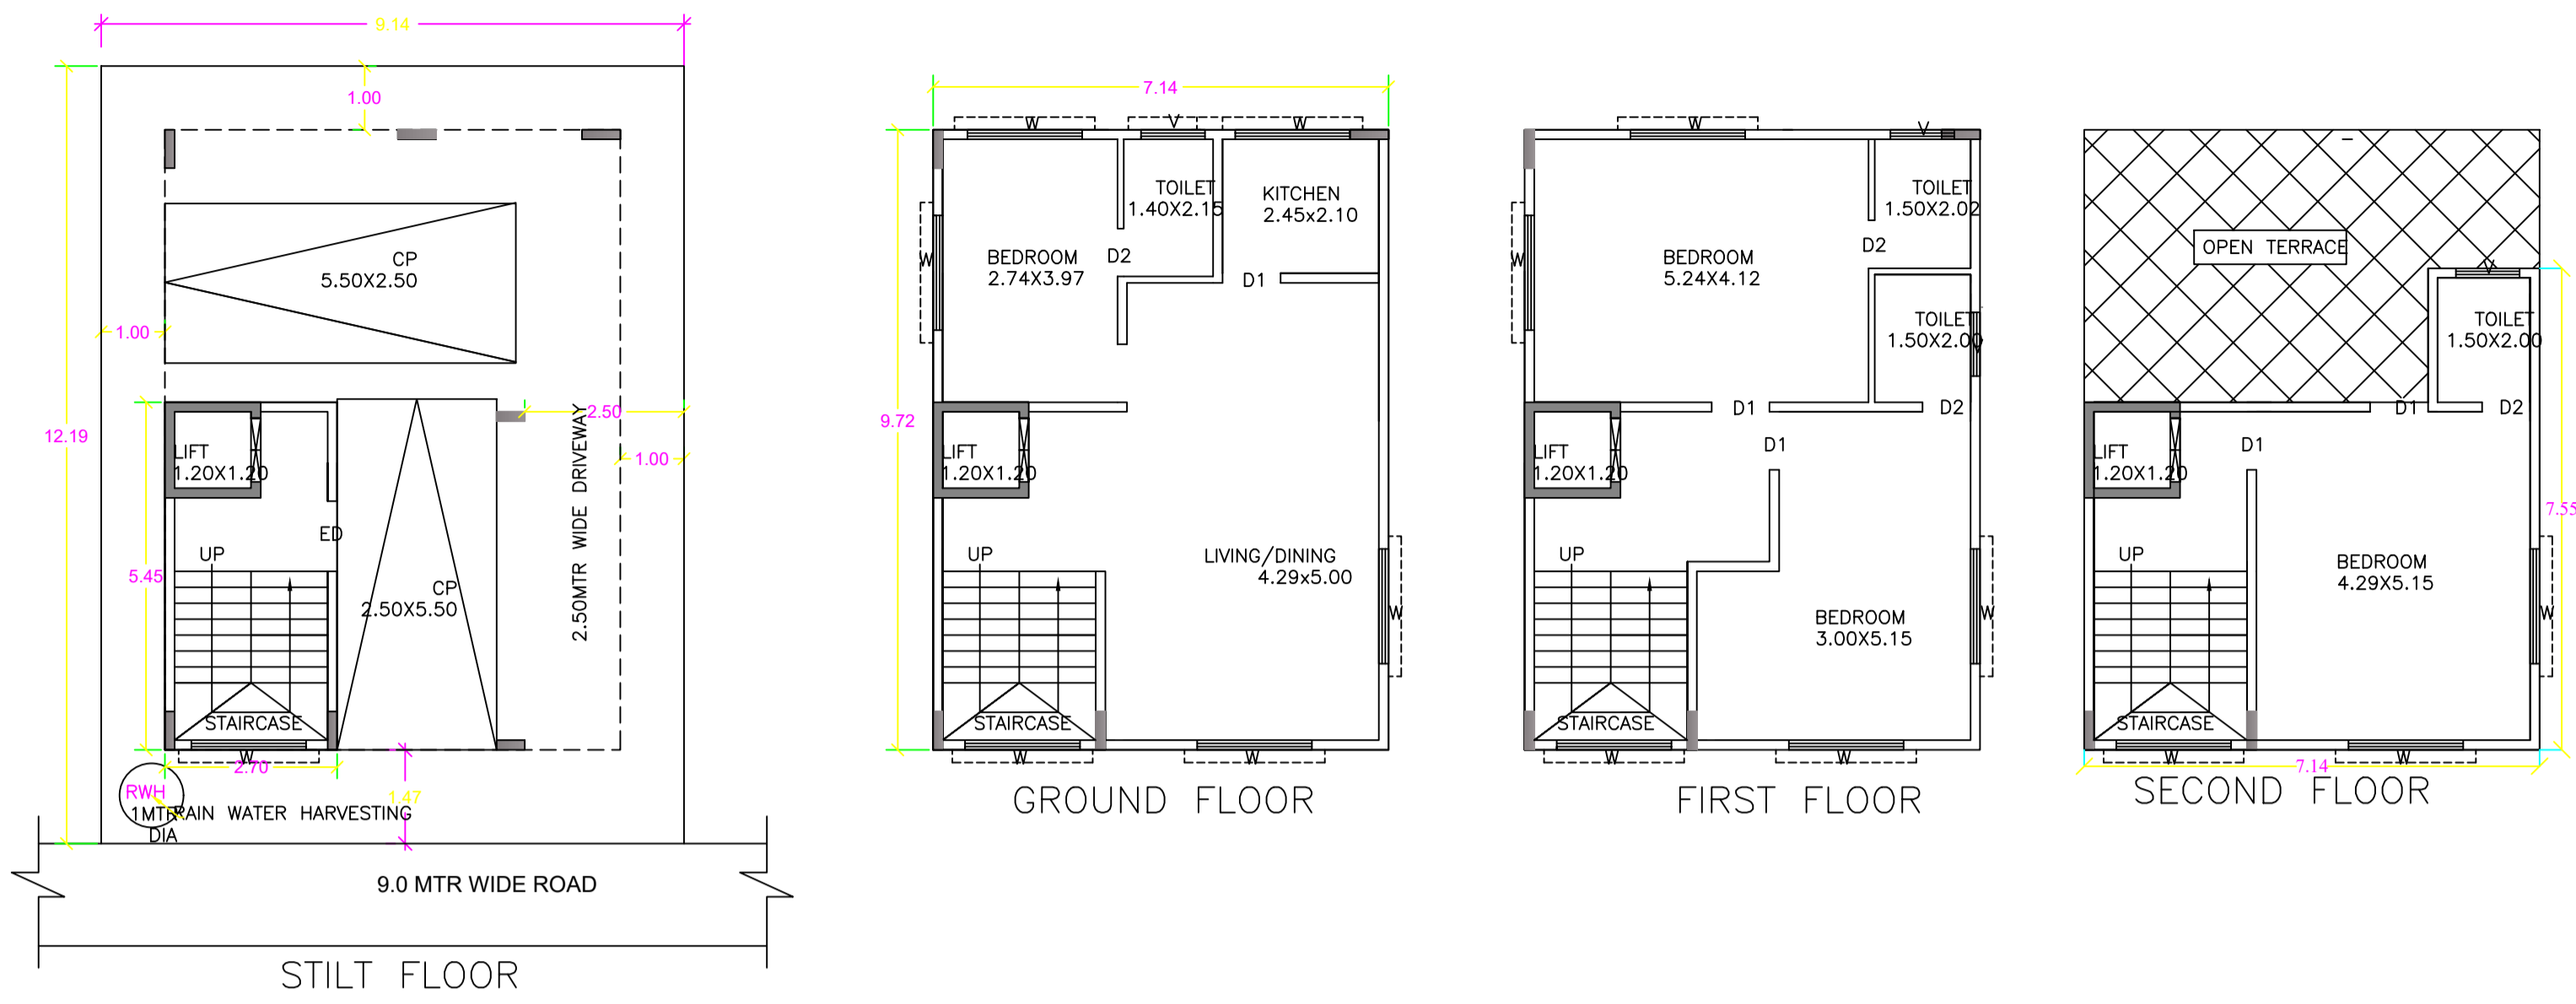 9.14
1.00
CP
5.50X2.50
1.00
12.19
2.50
1.00
LIFT
1.20X1.20
2.50MTR WIDE DRIVEWAY
ED
UP
5.45
CP
2.50X5.50
STAIRCASE
W
2.70
RWH
1.47
1MTR
RAIN WATER HARVESTING
DIA
9.0 MTR WIDE ROAD
STILT FLOOR
7.14
W
V
W
TOILET
1.40X2.15
KITCHEN
2.45x2.10
W
BEDROOM
2.74X3.97
D2
D1
9.72
LIFT
1.20X1.20
UP
LIVING/DINING
4.29x5.00
W
STAIRCASE
W
W
GROUND FLOOR
W
V
TOILET
1.50X2.02
W
BEDROOM
5.24X4.12
D2
TOILET
1.50X2.00
V
D1
D2
D1
LIFT
1.20X1.20
UP
BEDROOM
3.00X5.15
W
STAIRCASE
W
W
FIRST FLOOR
OPEN TERRACE
V
TOILET
1.50X2.00
D1
D2
D1
LIFT
1.20X1.20
7.55
UP
BEDROOM
4.29X5.15
W
STAIRCASE
W
W
7.14
SECOND FLOOR